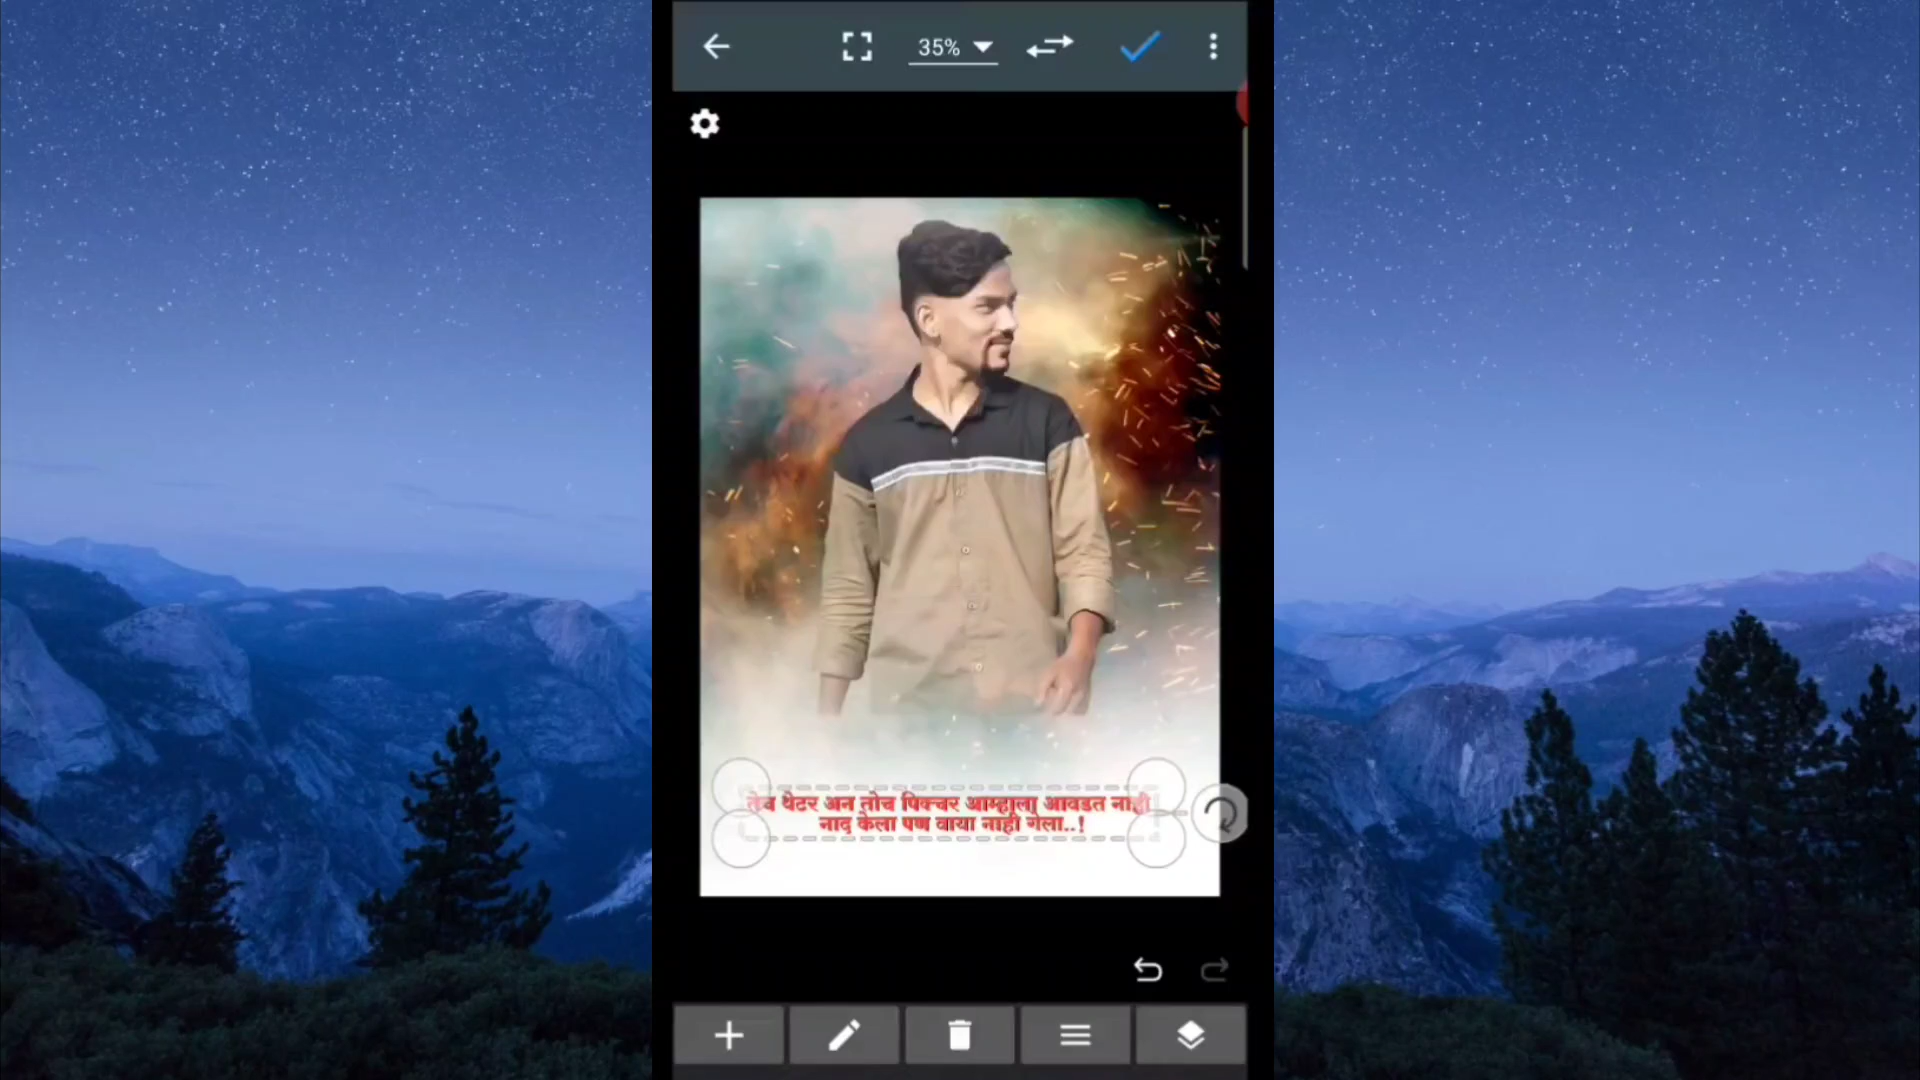 35%
तेच थेटर अन तोच पिक्चर आम्हाला आवडत नाही
नाद केला पण वाया नाही गेला..!